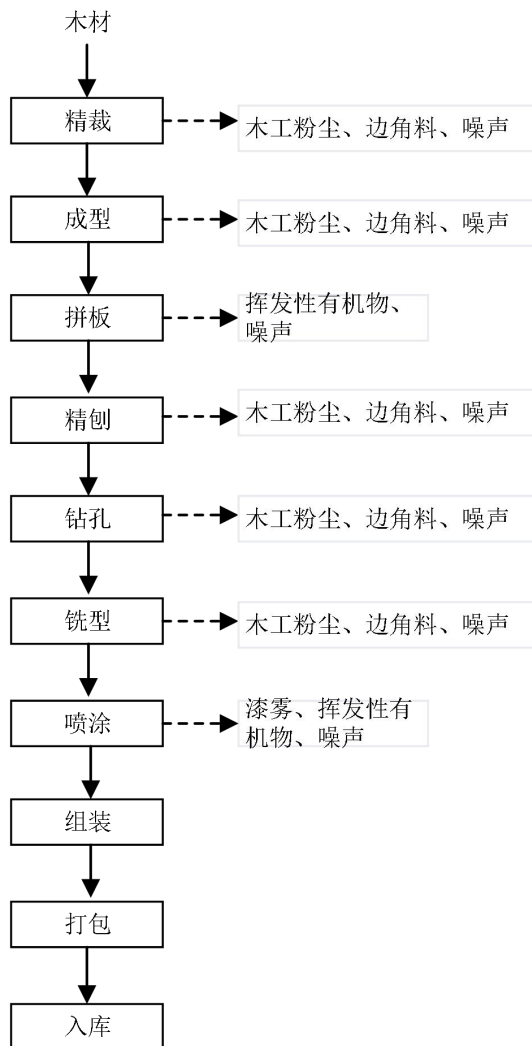 木材
精裁
木工粉尘、边角料、噪声
成型
木工粉尘、边角料、噪声
拼板
挥发性有机物、
噪声
精刨
木工粉尘、边角料、噪声
钻孔
木工粉尘、边角料、噪声
铣型
木工粉尘、边角料、噪声
喷涂
漆雾、挥发性有
机物、噪声
组装
打包
入库